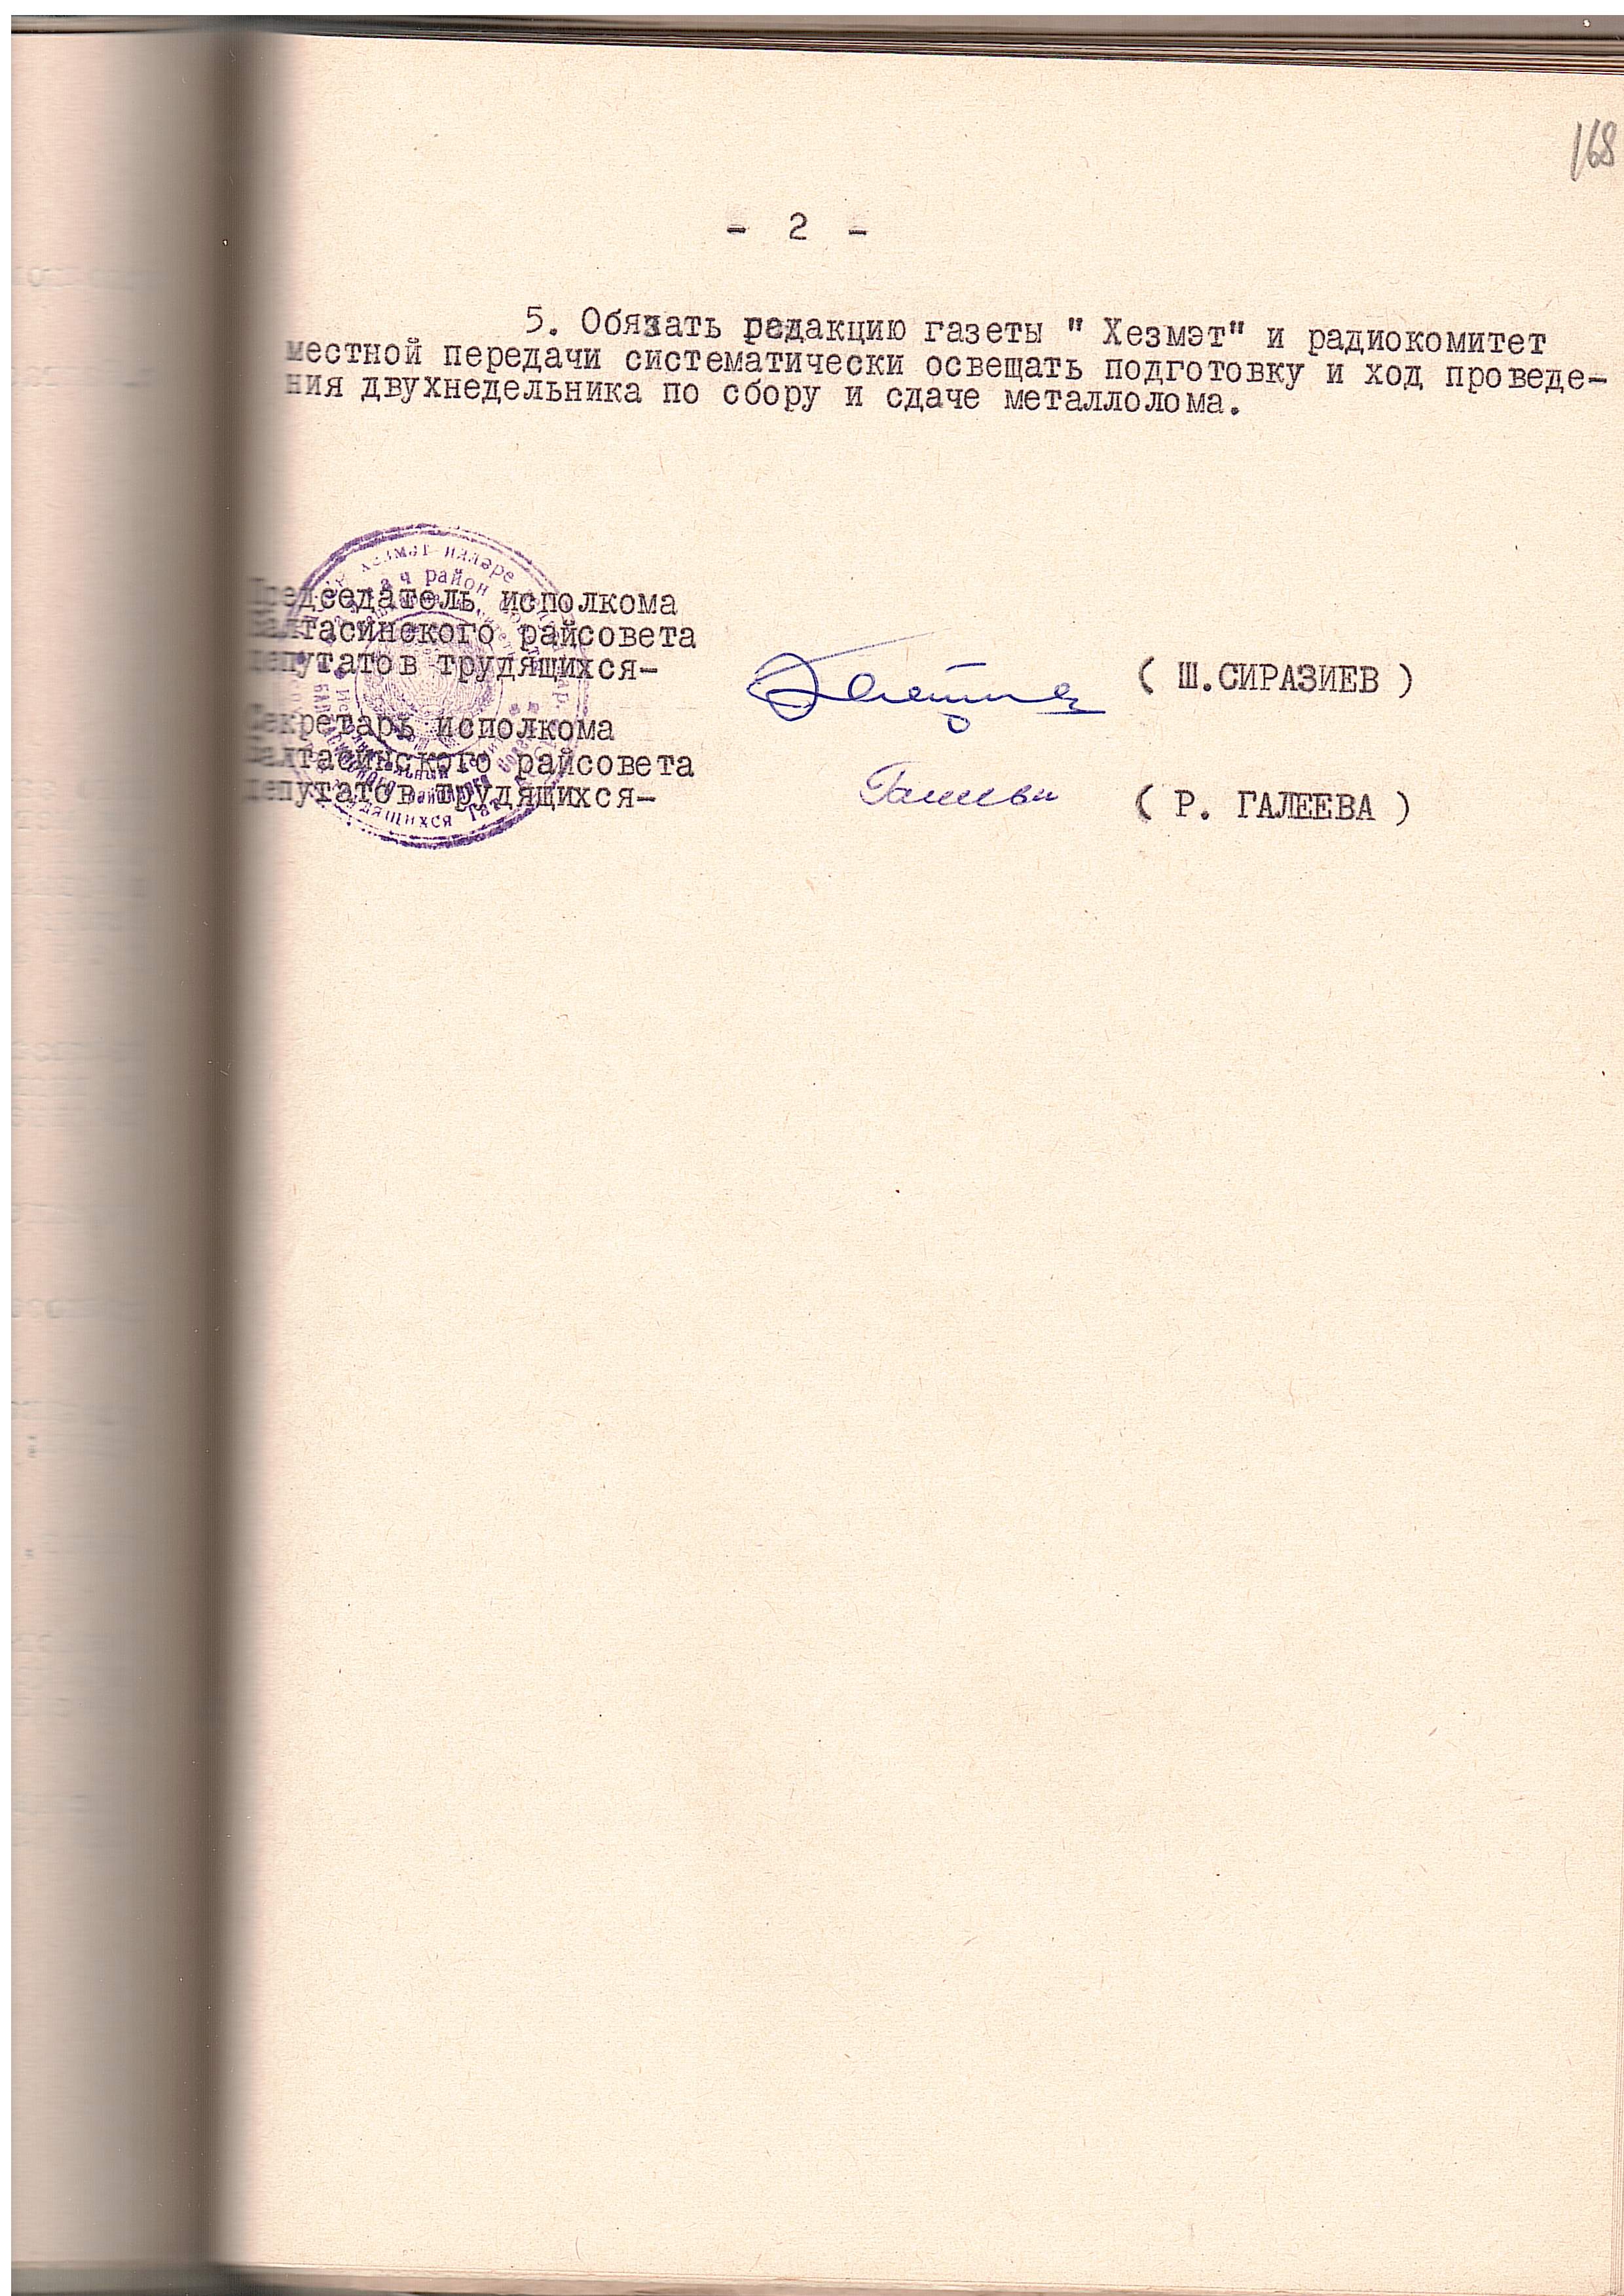 168
- 2 -
5. Обязать редакцию газеты " Хезмэт" и радиокомитет
местной передачи систематически освещать подготовку и ход проведе-
ния двухнедельника по сбору и сдаче металлолома.
Председатель исполкома
Балтасинского райсовета
депутатов трудящихся-
( Ш.СИРАЗИЕВ )
Секретарь исполкома
Балтасинского райсовета
депутатов трудящихся-
( Р. ГАЛЕЕВА )